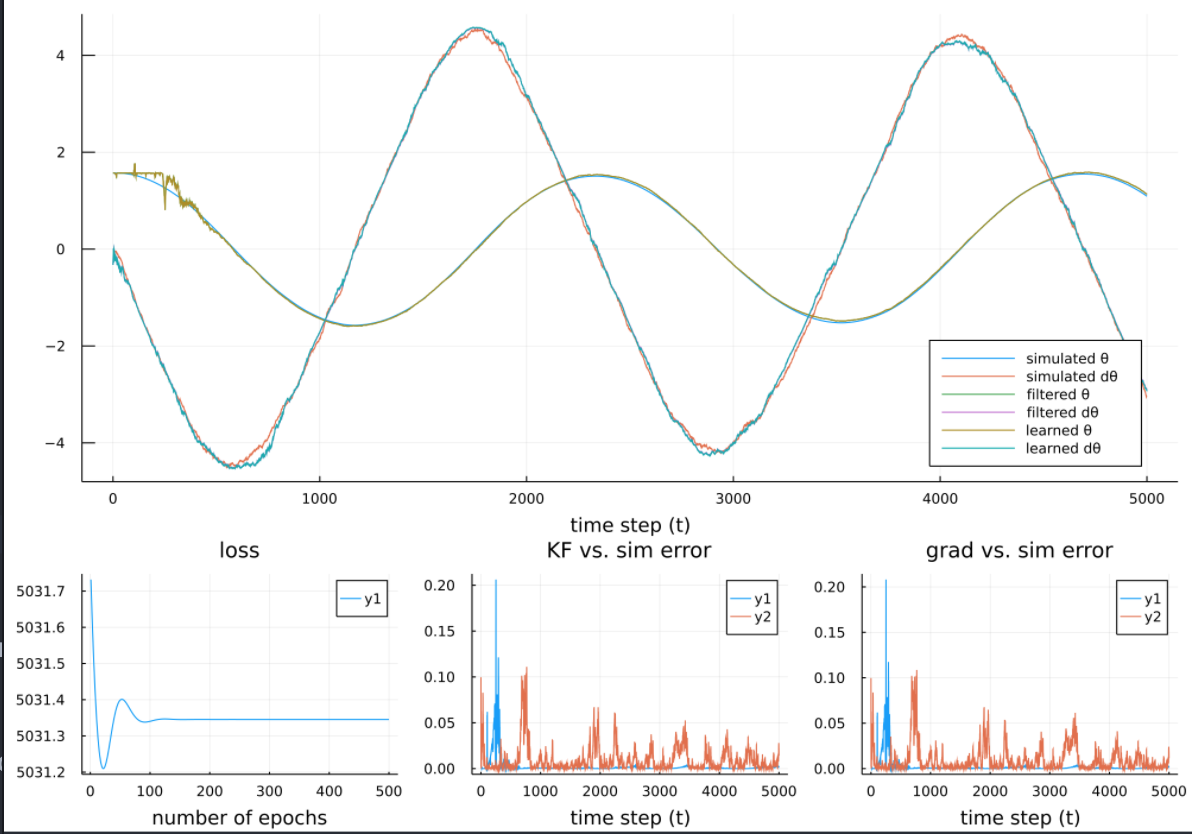 4
2
0
−2
−4
simulated θ
simulated dθ
filtered θ
filtered dθ
learned θ
learned dθ
0 1000 2000 3000 4000 5000
time step (t)
loss
5031.7
5031.6
5031.5
5031.4
5031.3
5031.2
y1
0 100 200 300 400 500
number of epochs
KF vs. sim error
0.20
0.15
0.10
0.05
0.00
y1
y2
0 1000 2000 3000 4000 5000
time step (t)
grad vs. sim error
0.20
0.15
0.10
0.05
0.00
y1
y2
0 1000 2000 3000 4000 5000
time step (t)